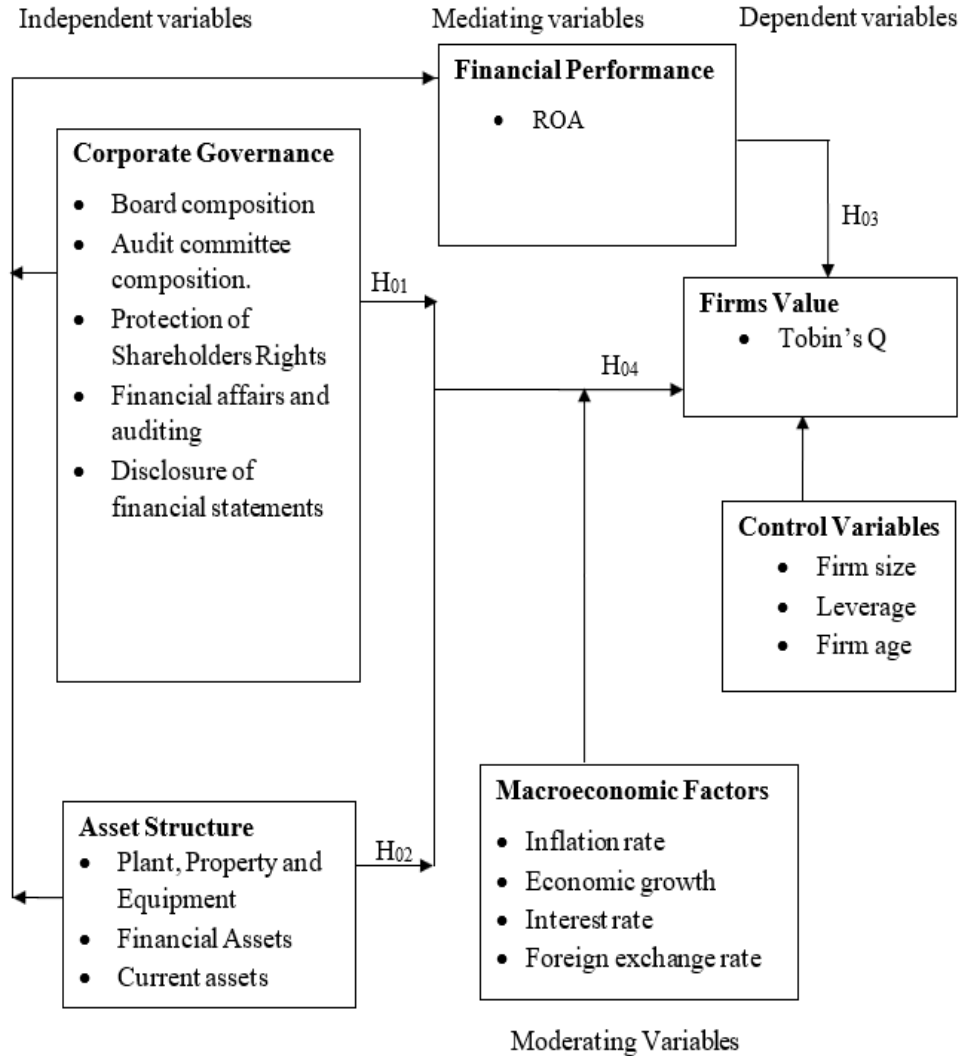 Independent variables
Mediating variables
Dependent variables
Financial Performance
• ROA
Corporate Governance
• Board composition
• Audit committee
composition.
• Protection of
Shareholders Rights
• Financial affairs and
auditing
• Disclosure of
financial statements
H01
H03
Firms Value
• Tobin’s Q
H04
Control Variables
• Firm size
• Leverage
• Firm age
Asset Structure
• Plant, Property and
Equipment
• Financial Assets
• Current assets
H02
Macroeconomic Factors
• Inflation rate
• Economic growth
• Interest rate
• Foreign exchange rate
Moderating Variables